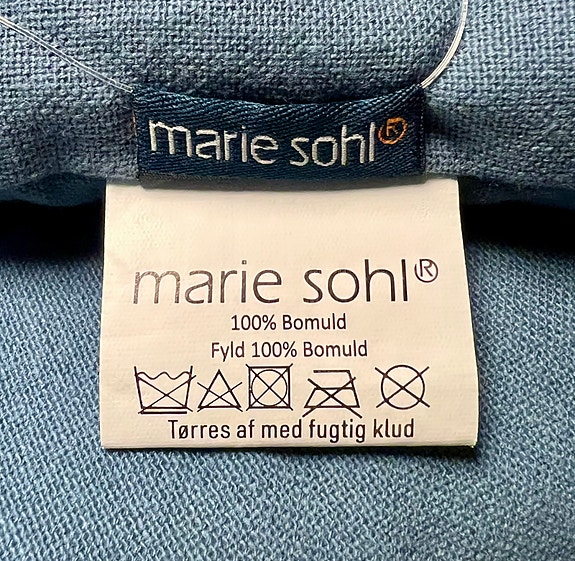 marie sohl®
marie sohl®
100% Bomuld
Fyld 100% Bomuld
Tørres af med fugtig klud